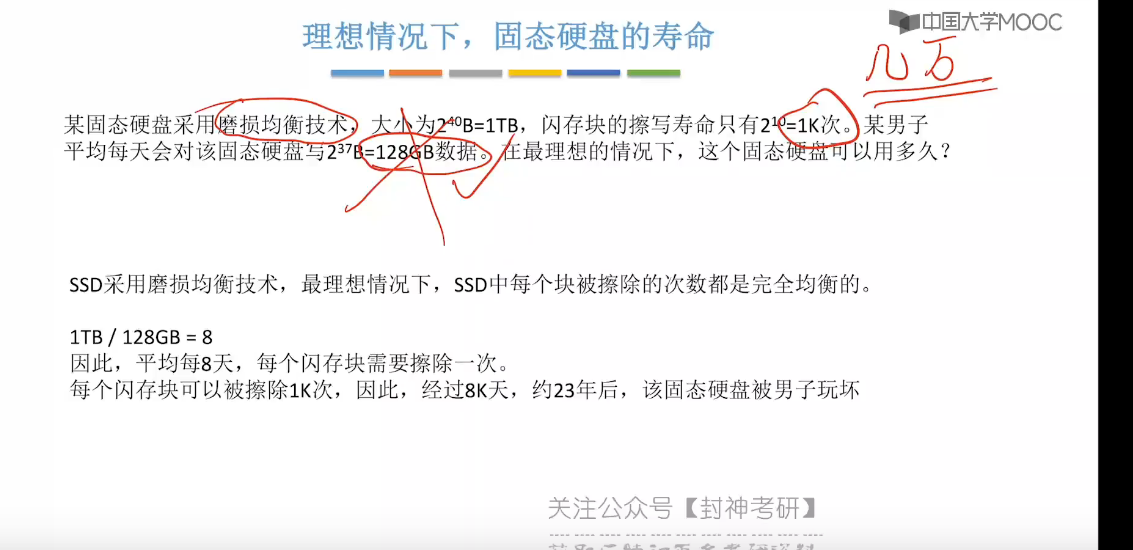 中国大学MOOC
理想情况下，固态硬盘的寿命
几万
某固态硬盘采用磨损均衡技术，大小为2⁴⁰B=1TB，闪存块的擦写寿命只有2¹⁰=1K次。某男子
平均每天会对该固态硬盘写2³⁷B=128GB数据。在最理想的情况下，这个固态硬盘可以用多久？
SSD采用磨损均衡技术，最理想情况下，SSD中每个块被擦除的次数都是完全均衡的。
1TB / 128GB = 8
因此，平均每8天，每个闪存块需要擦除一次。
每个闪存块可以被擦除1K次，因此，经过8K天，约23年后，该固态硬盘被男子玩坏
关注公众号【封神考研】